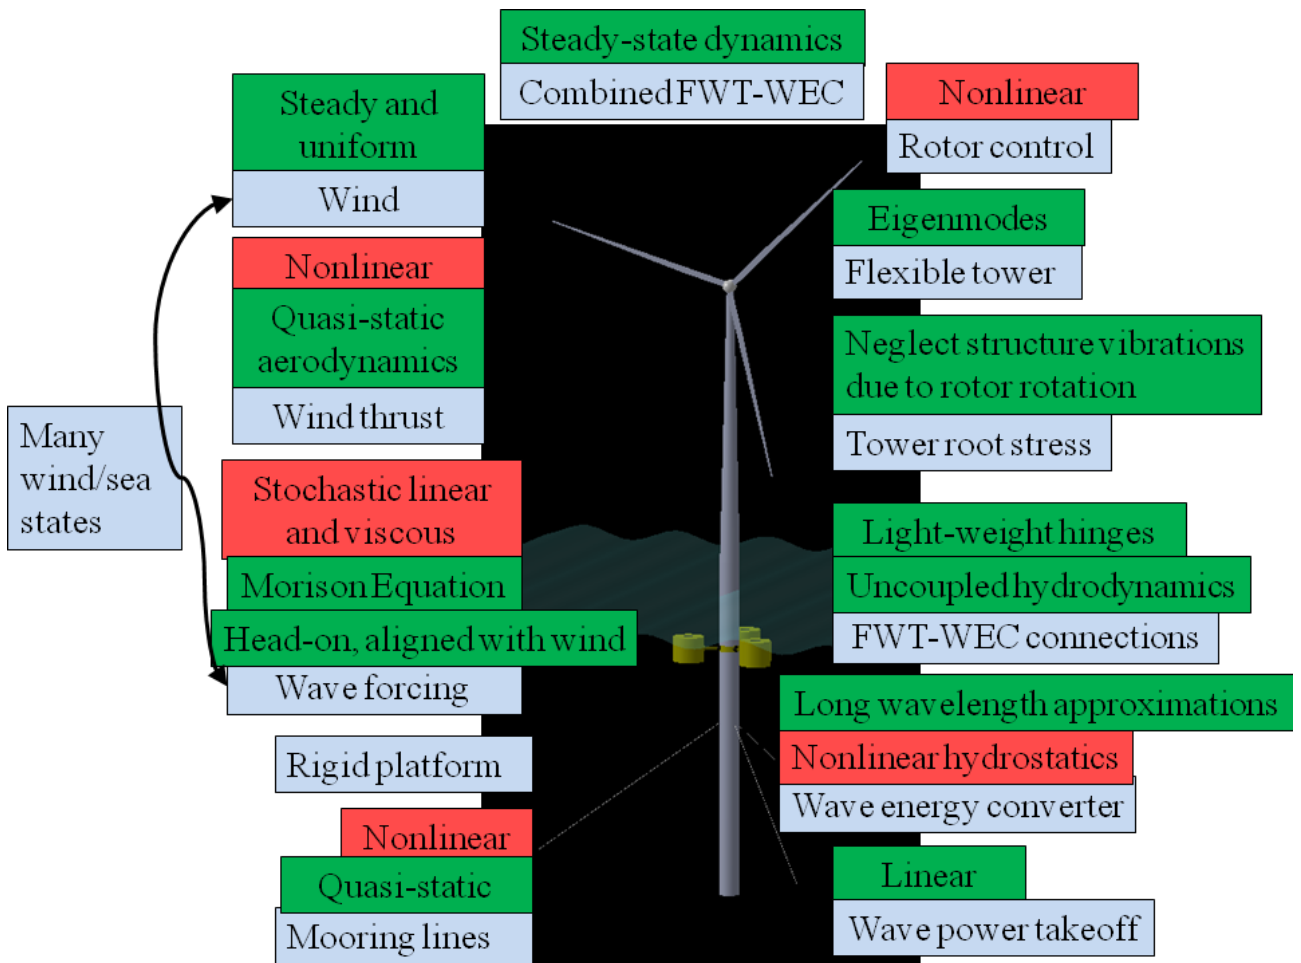 Steady-state dynamics
Combined FWT-WEC
Steady and
uniform
Wind
Nonlinear
Quasi-static
aerodynamics
Wind thrust
Many
wind/sea
states
Stochastic linear
and viscous
Morison Equation
Head-on, aligned with wind
Wave forcing
Rigid platform
Nonlinear
Quasi-static
Mooring lines
Nonlinear
Rotor control
Eigenmodes
Flexible tower
Neglect structure vibrations
due to rotor rotation
Tower root stress
Light-weight hinges
Uncoupled hydrodynamics
FWT-WEC connections
Long wavelength approximations
Nonlinear hydrostatics
Wave energy converter
Linear
Wave power takeoff